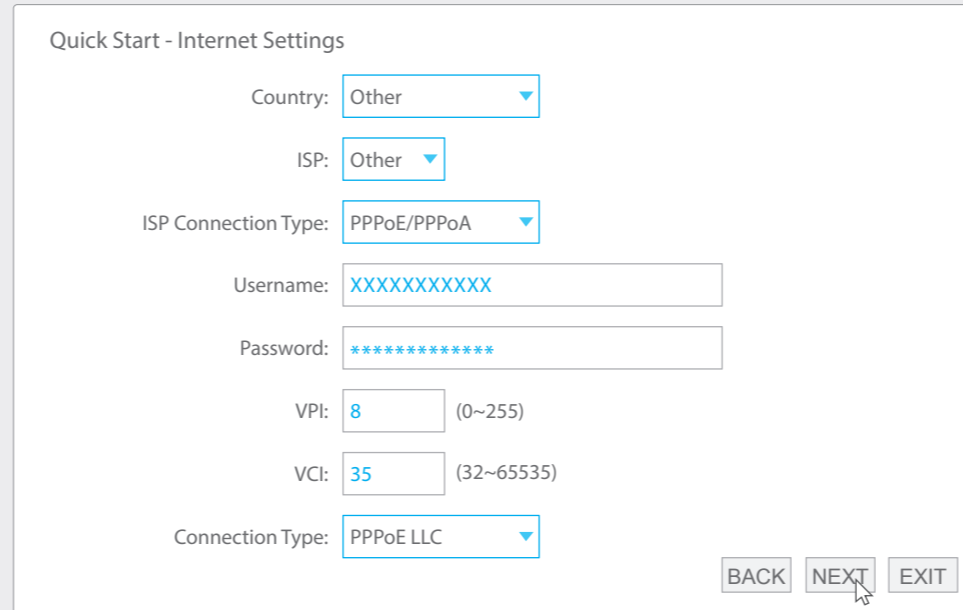 Quick Start - Internet Settings
Country: Other
ISP: Other
ISP Connection Type: PPPoE/PPPoA
Username: XXXXXXXXXXX
Password: *************
VPI: 8 (0~255)
VCI: 35 (32~65535)
Connection Type: PPPoE LLC
BACK NEXT EXIT